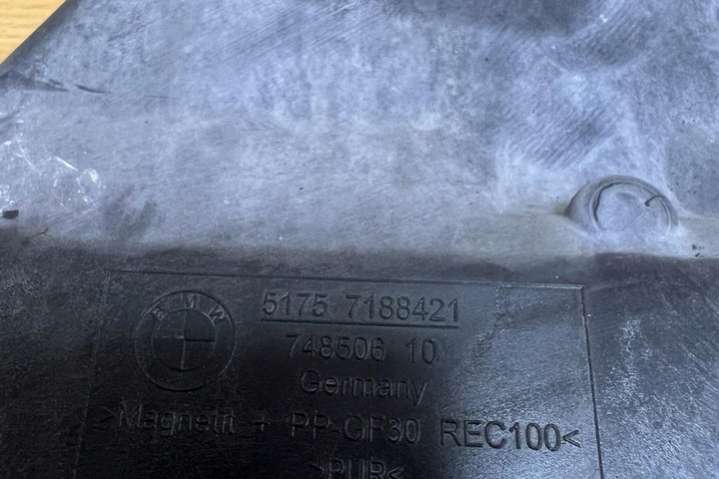 BMW
5175 7188421
748506 10
Germany
>Magnetit + PP-GF30 REC100<
>PUR<